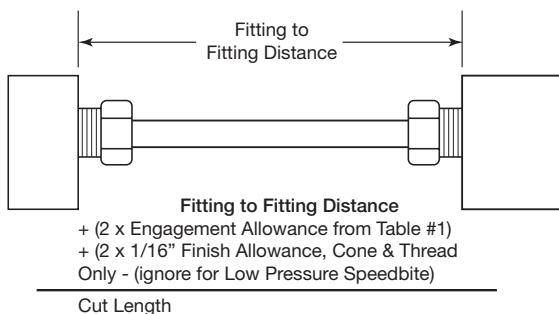 Fitting to
Fitting Distance
Fitting to Fitting Distance
+ (2 x Engagement Allowance from Table #1)
+ (2 x 1/16” Finish Allowance, Cone & Thread
Only - (ignore for Low Pressure Speedbite)
Cut Length